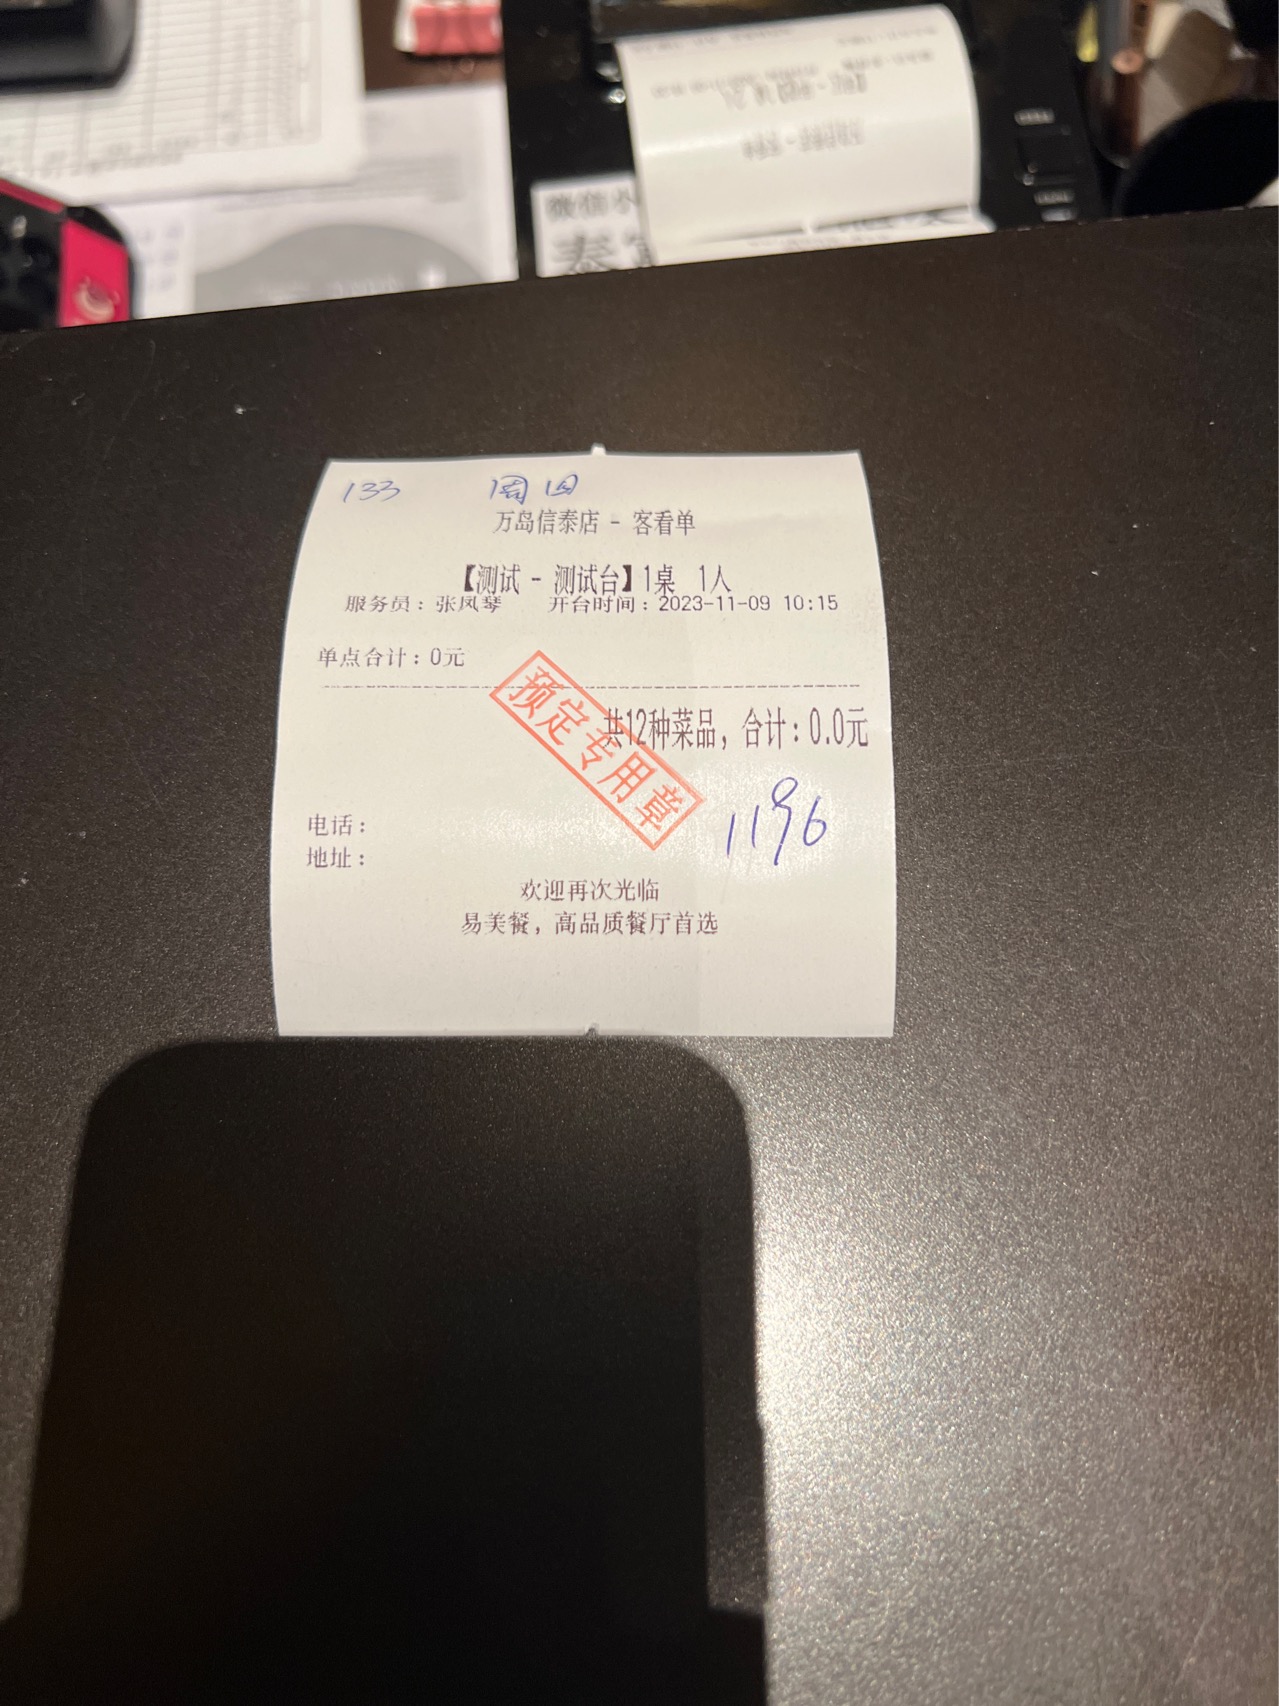 133 周四
万岛信泰店 - 客看单
【测试 - 测试台】1桌 1人
服务员：张凤琴 开台时间：2023-11-09 10:15
单点合计：0元
共12种菜品，合计：0.0元
预定专用章
1196
电话：
地址：
欢迎再次光临
易美餐，高品质餐厅首选